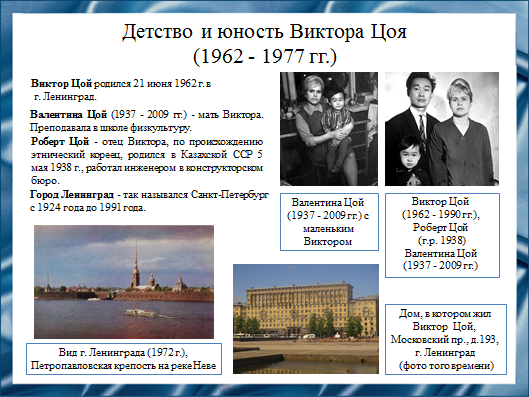 Детство и юность Виктора Цоя
(1962 - 1977 гг.)
Виктор Цой родился 21 июня 1962 г. в
г. Ленинград.
Валентина Цой (1937 - 2009 гг.) - мать Виктора.
Преподавала в школе физкультуру.
Роберт Цой - отец Виктора, по происхождению
этнический кореец, родился в Казахской ССР 5
мая 1938 г., работал инженером в конструкторском
бюро.
Город Ленинград - так назывался Санкт-Петербург
с 1924 года до 1991 года.
Валентина Цой
(1937 - 2009 гг.) с
маленьким
Виктором
Виктор Цой
(1962 - 1990 гг.),
Роберт Цой
(г.р. 1938)
Валентина Цой
(1937 - 2009 гг.)
Вид г. Ленинграда (1972 г.),
Петропавловская крепость на реке Неве
Дом, в котором жил
Виктор Цой,
Московский пр., д.193,
г. Ленинград
(фото того времени)